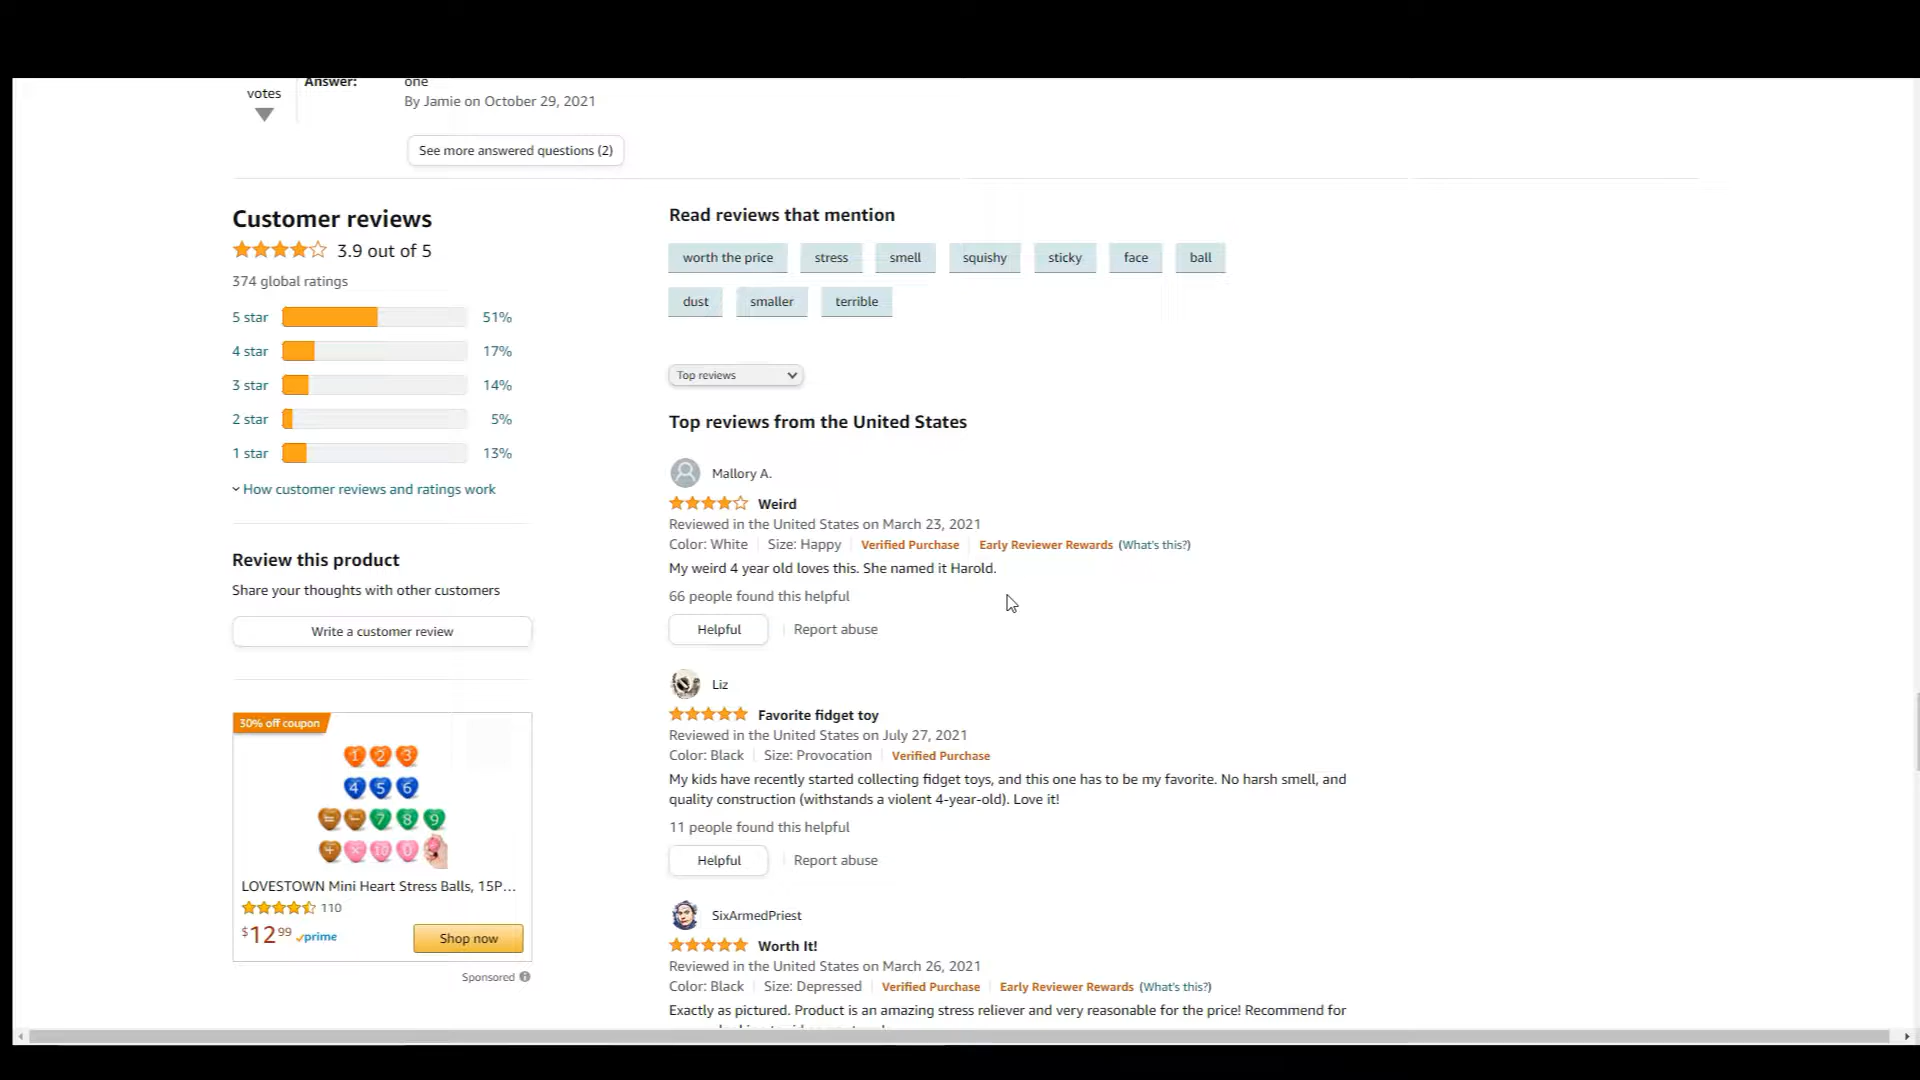 votes
Answer:
one
By Jamie on October 29, 2021
See more answered questions (2)
Customer reviews
3.9 out of 5
374 global ratings
5 star 51%
4 star 17%
3 star 14%
2 star 5%
1 star 13%
How customer reviews and ratings work
Review this product
Share your thoughts with other customers
Write a customer review
30% off coupon
1 2 3
4 5 6
= - 7 8 9
+ × 10 0
LOVESTOWN Mini Heart Stress Balls, 15P...
110
$12 99 prime
Shop now
Sponsored
Read reviews that mention
worth the price stress smell squishy sticky face ball
dust smaller terrible
Top reviews
Top reviews from the United States
Mallory A.
Weird
Reviewed in the United States on March 23, 2021
Color: White Size: Happy Verified Purchase Early Reviewer Rewards (What's this?)
My weird 4 year old loves this. She named it Harold.
66 people found this helpful
Helpful Report abuse
Liz
Favorite fidget toy
Reviewed in the United States on July 27, 2021
Color: Black Size: Provocation Verified Purchase
My kids have recently started collecting fidget toys, and this one has to be my favorite. No harsh smell, and
quality construction (withstands a violent 4-year-old). Love it!
11 people found this helpful
Helpful Report abuse
SixArmedPriest
Worth It!
Reviewed in the United States on March 26, 2021
Color: Black Size: Depressed Verified Purchase Early Reviewer Rewards (What's this?)
Exactly as pictured. Product is an amazing stress reliever and very reasonable for the price! Recommend for